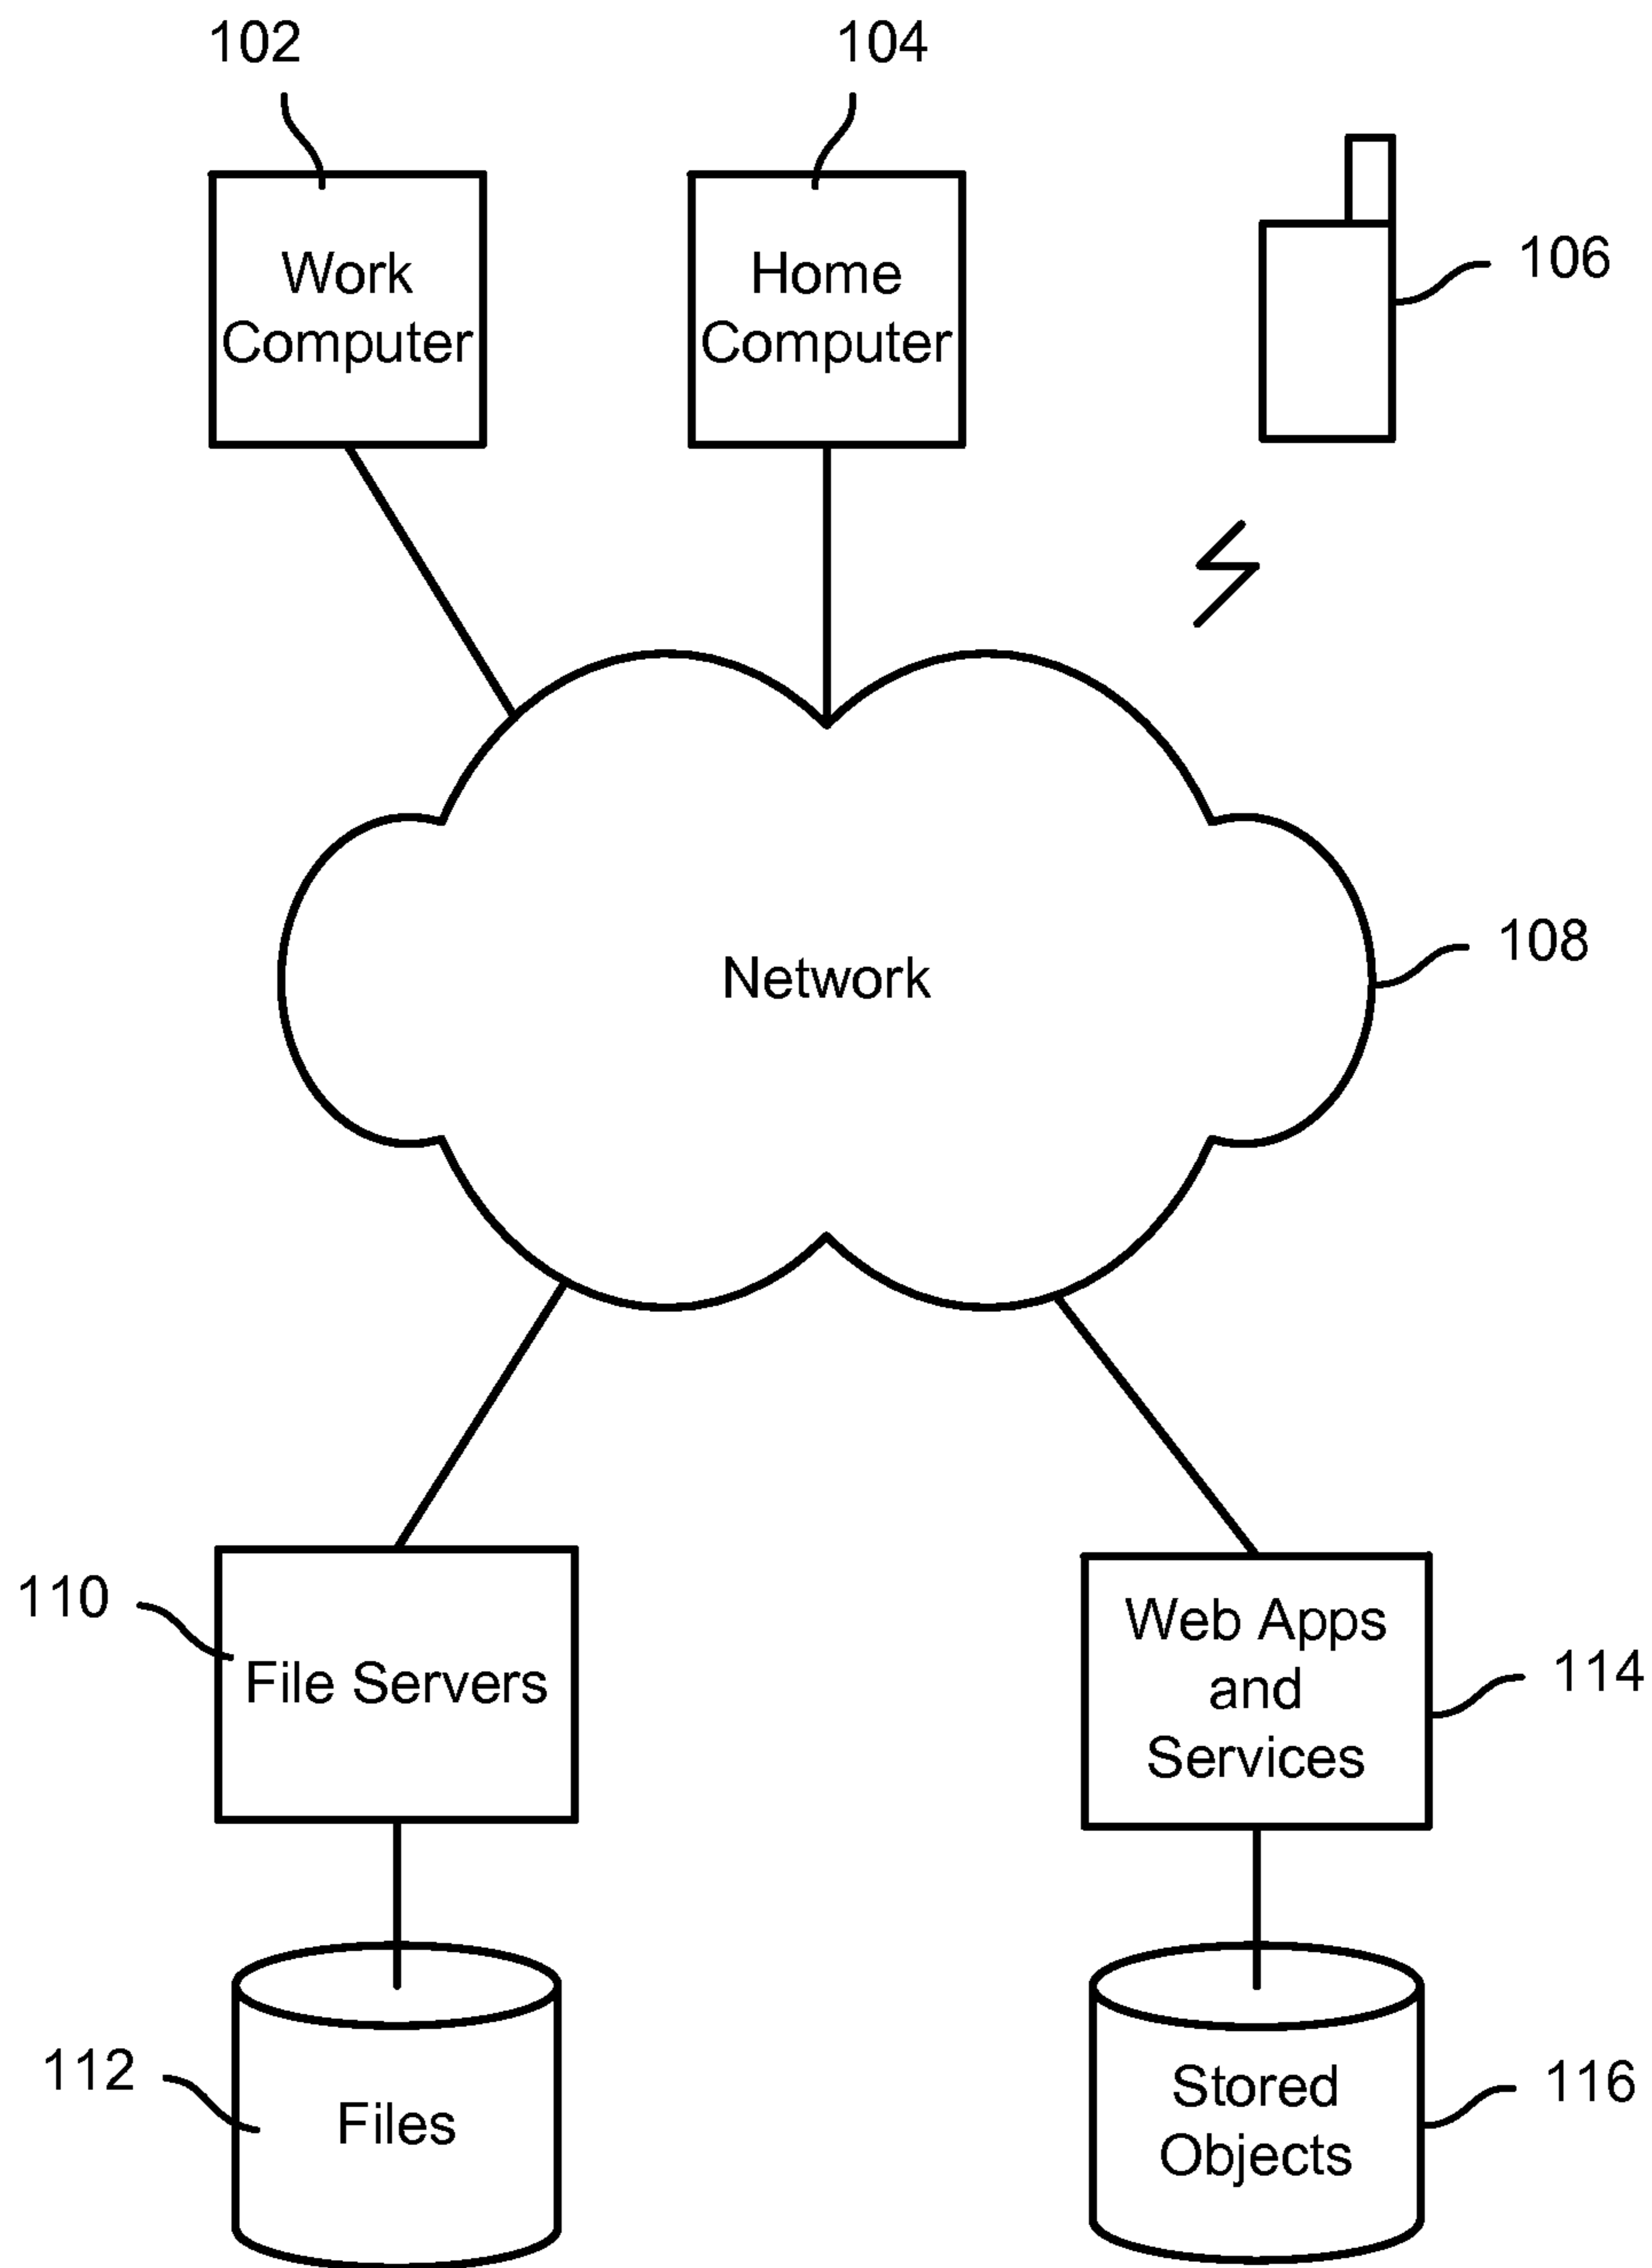 102
104
Work
Computer
Home
Computer
106
Network
108
110
File Servers
Web Apps
and
Services
114
112
Files
Stored
Objects
116